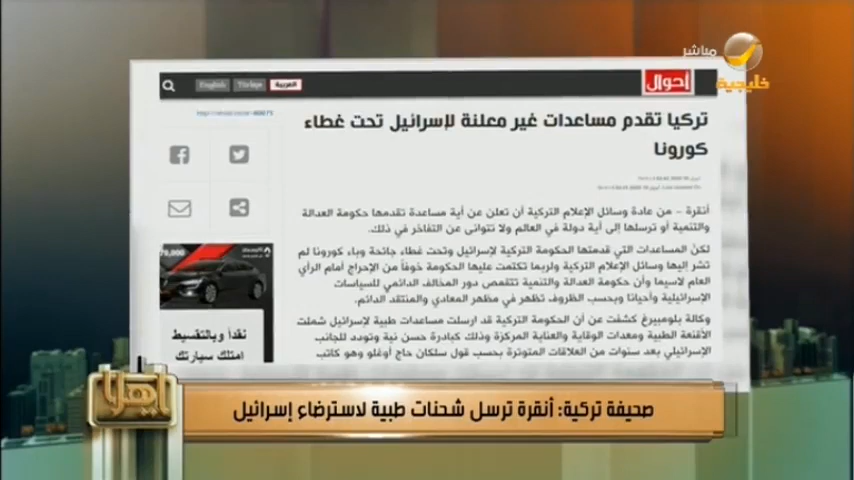 مباشر
خليجية
English
Türkçe
العربية
أحوال
تركيا تقدم مساعدات غير معلنة لإسرائيل تحت غطاء
كورونا
أنقرة – من عادة وسائل الإعلام التركية أن تعلن عن أية مساعدة تقدمها حكومة العدالة
والتنمية أو ترسلها إلى أية دولة في العالم ولا تتوانى عن التفاخر في ذلك.
لكنّ المساعدات التي قدمتها الحكومة التركية لإسرائيل وتحت غطاء جائحة وباء كورونا لم
تشر إليها وسائل الإعلام التركية ولربما تكتمت عليها الحكومة خوفاً من الإحراج أمام الرأي
العام لاسيما وأن حكومة العدالة والتنمية تتقمص دور المخالف الدائمي للسياسات
الإسرائيلية وأحيانا وبحسب الظروف تظهر في مظهر المعادي والمنتقد الدائم.
وكالة بلومبيرغ كشفت عن أن الحكومة التركية قد ارسلت مساعدات طبية لإسرائيل شملت
الأقنعة الطبية ومعدات الوقاية والعناية المركزة وذلك كبادرة حسن نية وتودد للجانب
الإسرائيلي بعد سنوات من العلاقات المتوترة بحسب قول سلكان حاج أوغلو وهو كاتب
79,900
نقداً وبالتقسيط
امتلك سيارتك
ياهلا
صحيفة تركية: أنقرة ترسل شحنات طبية لاسترضاء إسرائيل